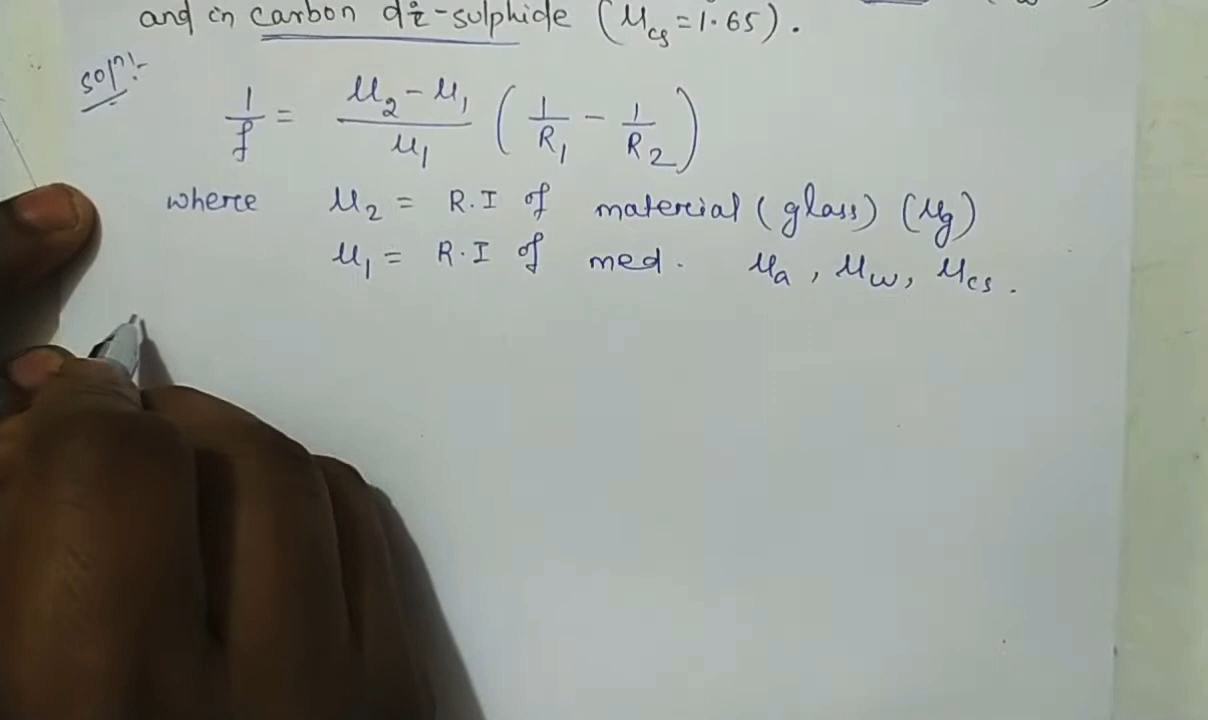 and in carbon di-sulphide (μcs = 1.65).
Solⁿ:-
1/f = (μ₂ - μ₁)/μ₁ (1/R₁ - 1/R₂)
where μ₂ = R.I of material (glass) (μg)
μ₁ = R.I of med. μa, μw, μcs.